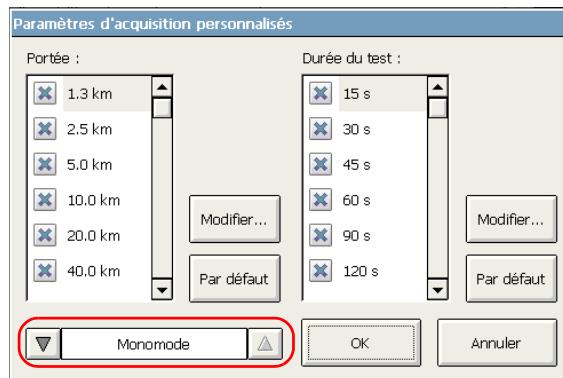 Paramètres d'acquisition personnalisés
Portée :
Durée du test :
1.3 km
15 s
2.5 km
30 s
5.0 km
45 s
10.0 km
60 s
Modifier...
Modifier...
20.0 km
90 s
40.0 km
120 s
Par défaut
Par défaut
Monomode
OK
Annuler